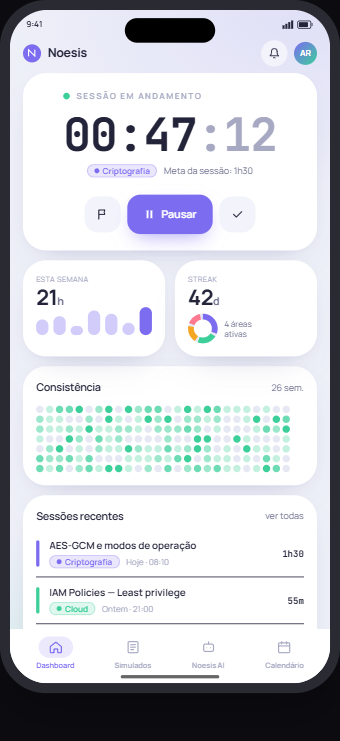 9:41
N Noesis
AR
SESSÃO EM ANDAMENTO
00:47:12
Criptografia Meta da sessão: 1h30
Pausar
ESTA SEMANA
21h
STREAK
42d
4 áreas
ativas
Consistência 26 sem.
Sessões recentes ver todas
AES-GCM e modos de operação
Criptografia Hoje · 08:10
1h30
IAM Policies — Least privilege
Cloud Ontem · 21:00
55m
Dashboard Simulados Noesis AI Calendário